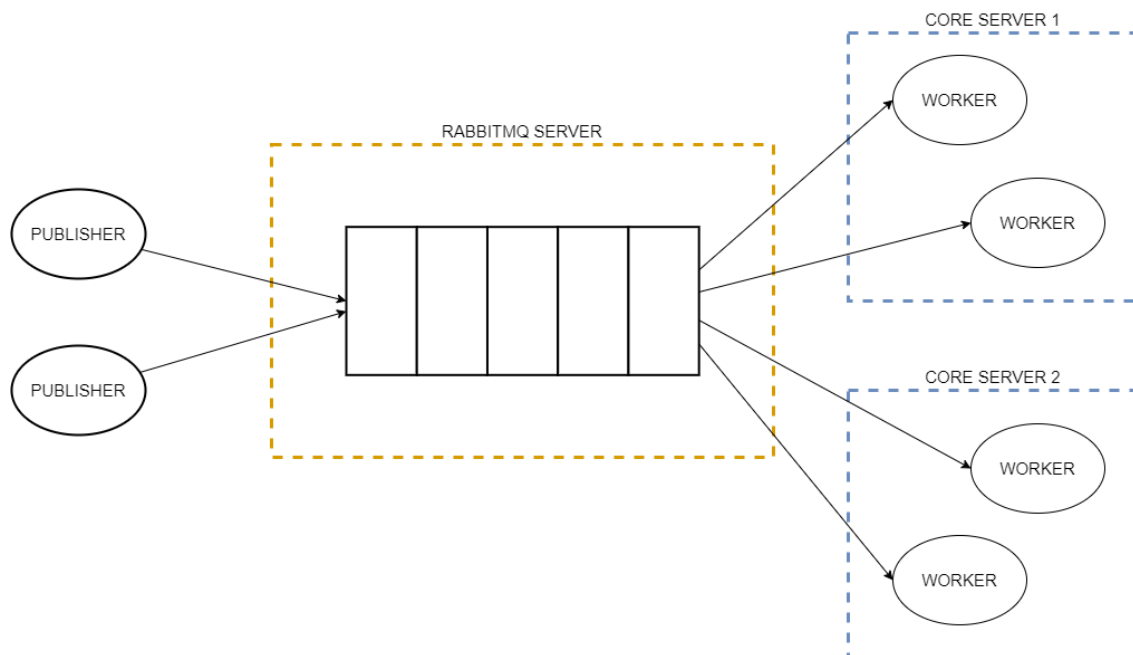 CORE SERVER 1
WORKER
RABBITMQ SERVER
WORKER
PUBLISHER
CORE SERVER 2
PUBLISHER
WORKER
WORKER